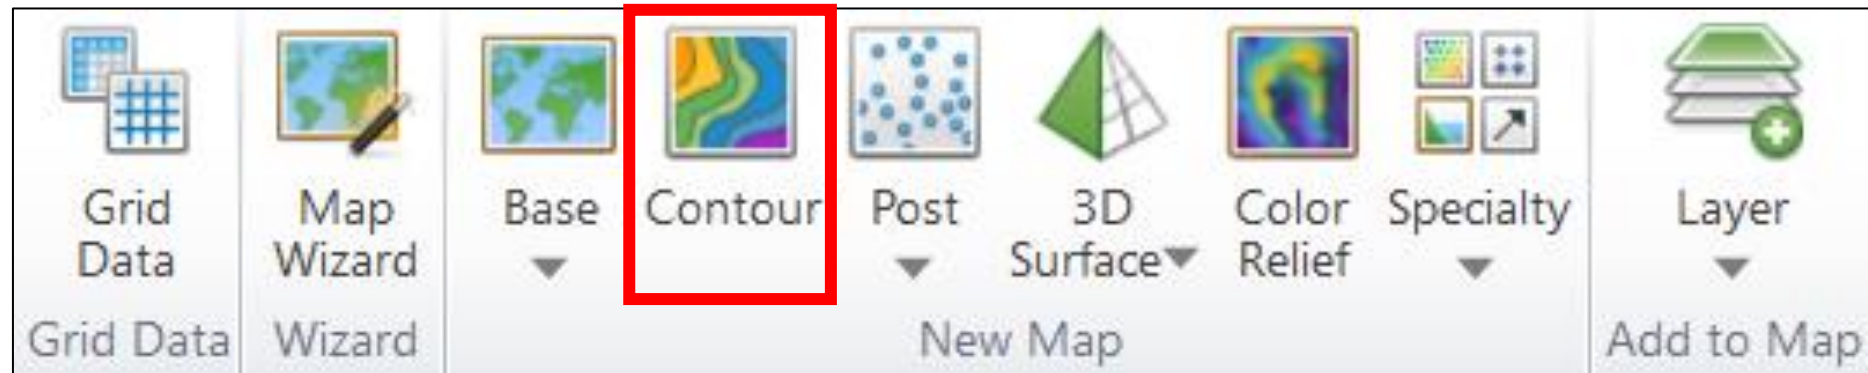 Grid
Data
Map
Wizard
Base
Contour
Post
3D
Surface
Color
Relief
Specialty
Layer
Grid Data
Wizard
New Map
Add to Map